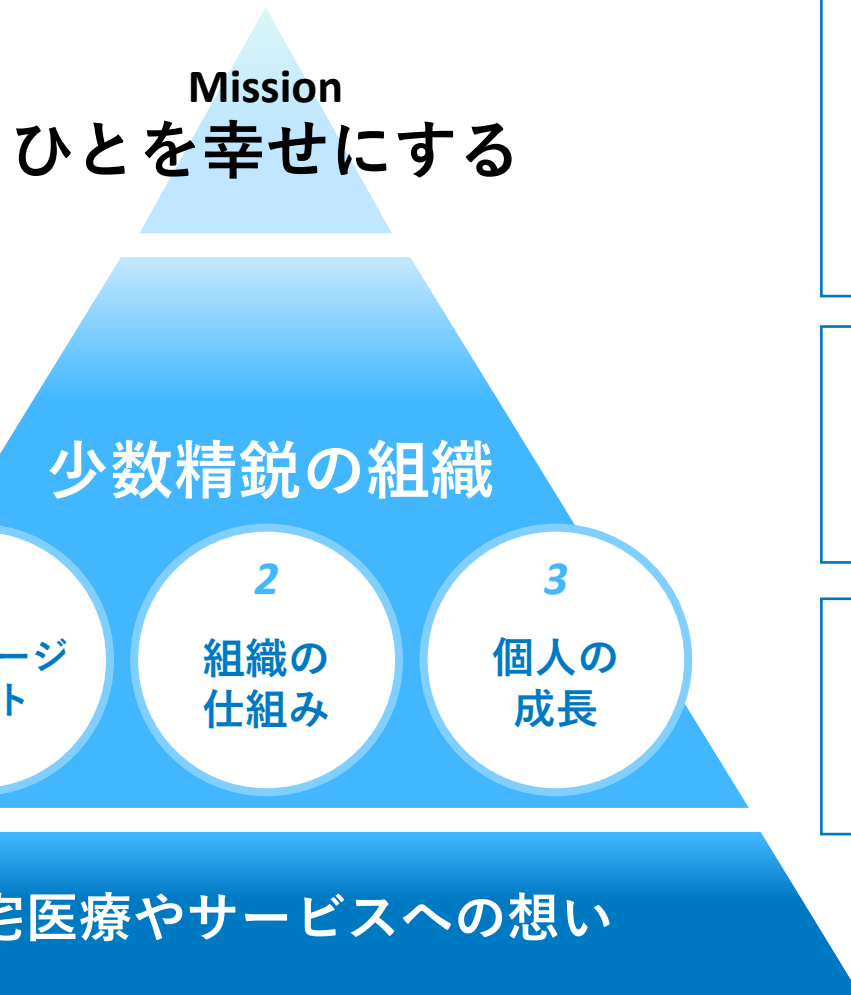 Mission
ひとを幸せにする
少数精鋭の組織
ージ
ト
2
組織の
仕組み
3
個人の
成長
宅医療やサービスへの想い